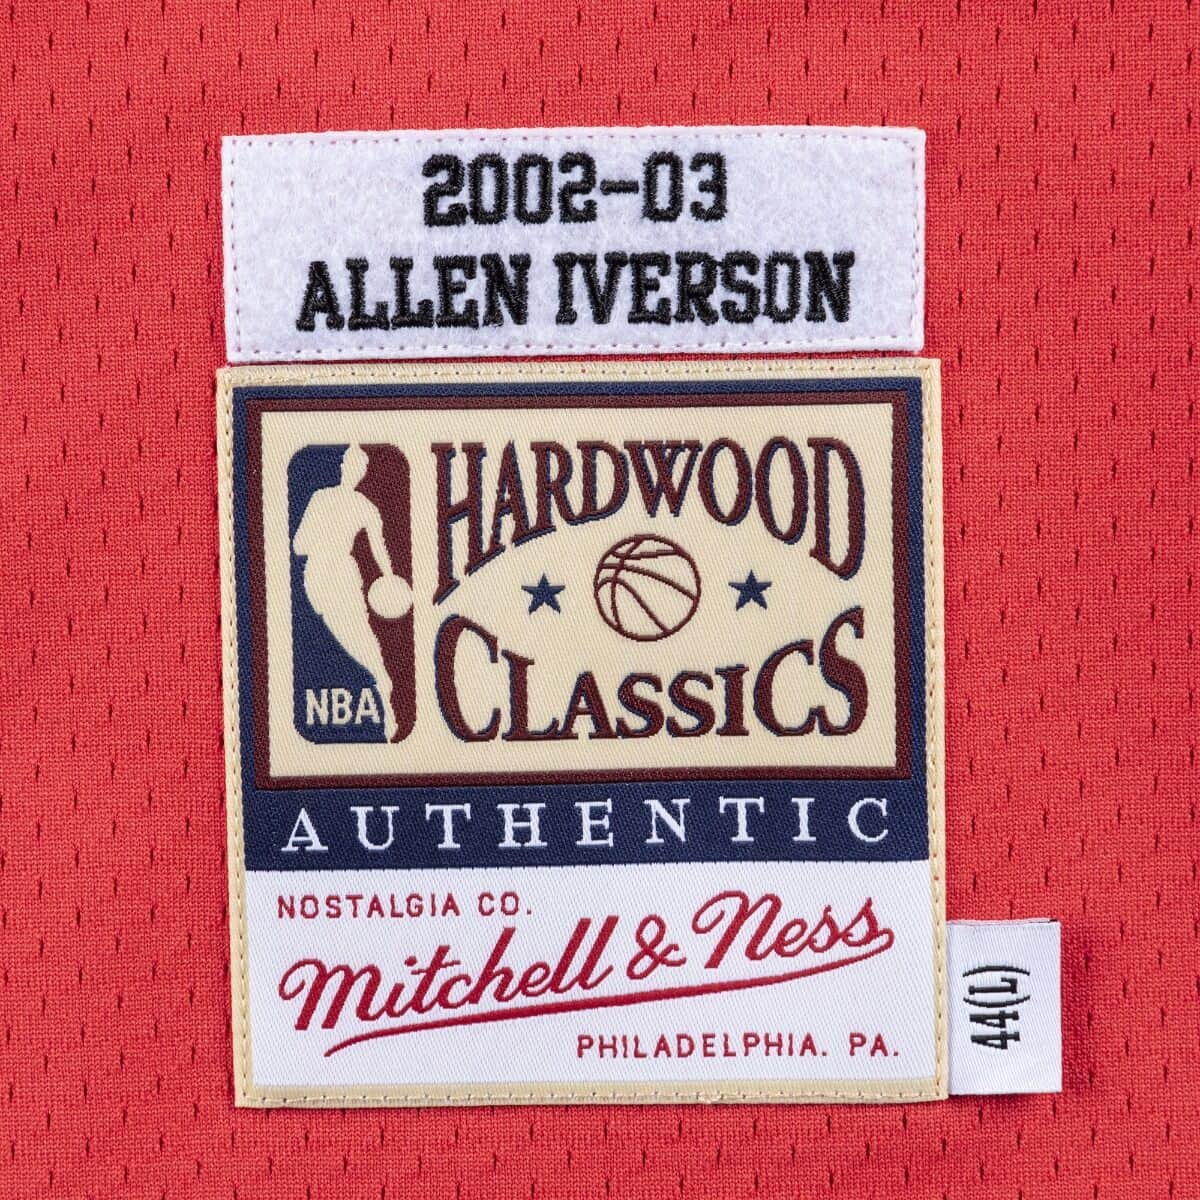 2002-03
ALLEN IVERSON
HARDWOOD
CLASSICS
NBA
AUTHENTIC
NOSTALGIA CO.
Mitchell & Ness
PHILADELPHIA. PA.
44(L)